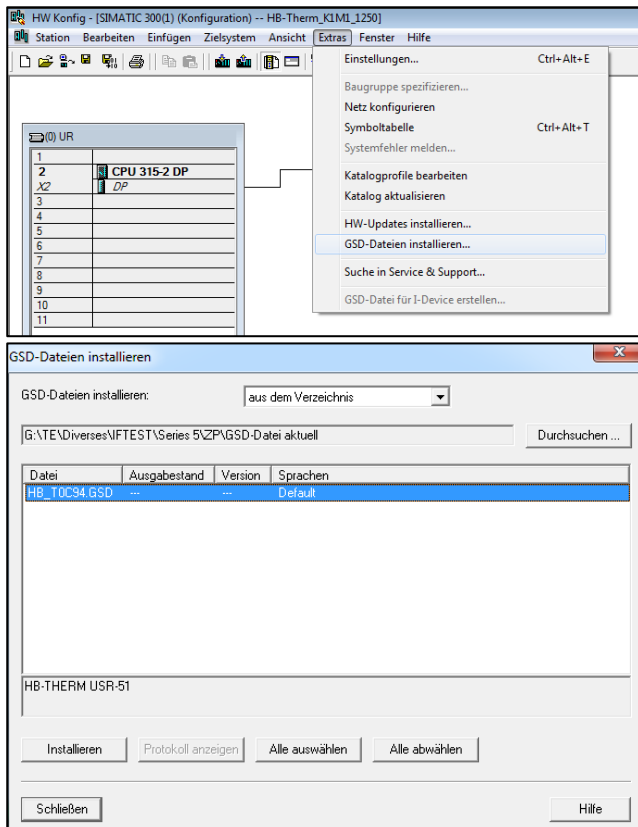 HW Konfig - [SIMATIC 300(1) (Konfiguration) -- HB-Therm_K1M1_1250]
Station Bearbeiten Einfügen Zielsystem Ansicht Extras Fenster Hilfe
Einstellungen... Ctrl+Alt+E
Baugruppe spezifizieren...
Netz konfigurieren
Symboltabelle Ctrl+Alt+T
Systemfehler melden...
Katalogprofile bearbeiten
Katalog aktualisieren
HW-Updates installieren...
GSD-Dateien installieren...
Suche in Service & Support...
GSD-Datei für I-Device erstellen...
(0) UR
1
2 CPU 315-2 DP
X2 DP
3
4
5
6
7
8
9
10
11
GSD-Dateien installieren
GSD-Dateien installieren: aus dem Verzeichnis
G:\TE\Diverses\IFTEST\Series 5\ZP\GSD-Datei aktuell Durchsuchen ...
Datei Ausgabestand Version Sprachen
HB_T0C94.GSD --- --- Default
HB-THERM USR-51
Installieren Protokoll anzeigen Alle auswählen Alle abwählen
Schließen Hilfe